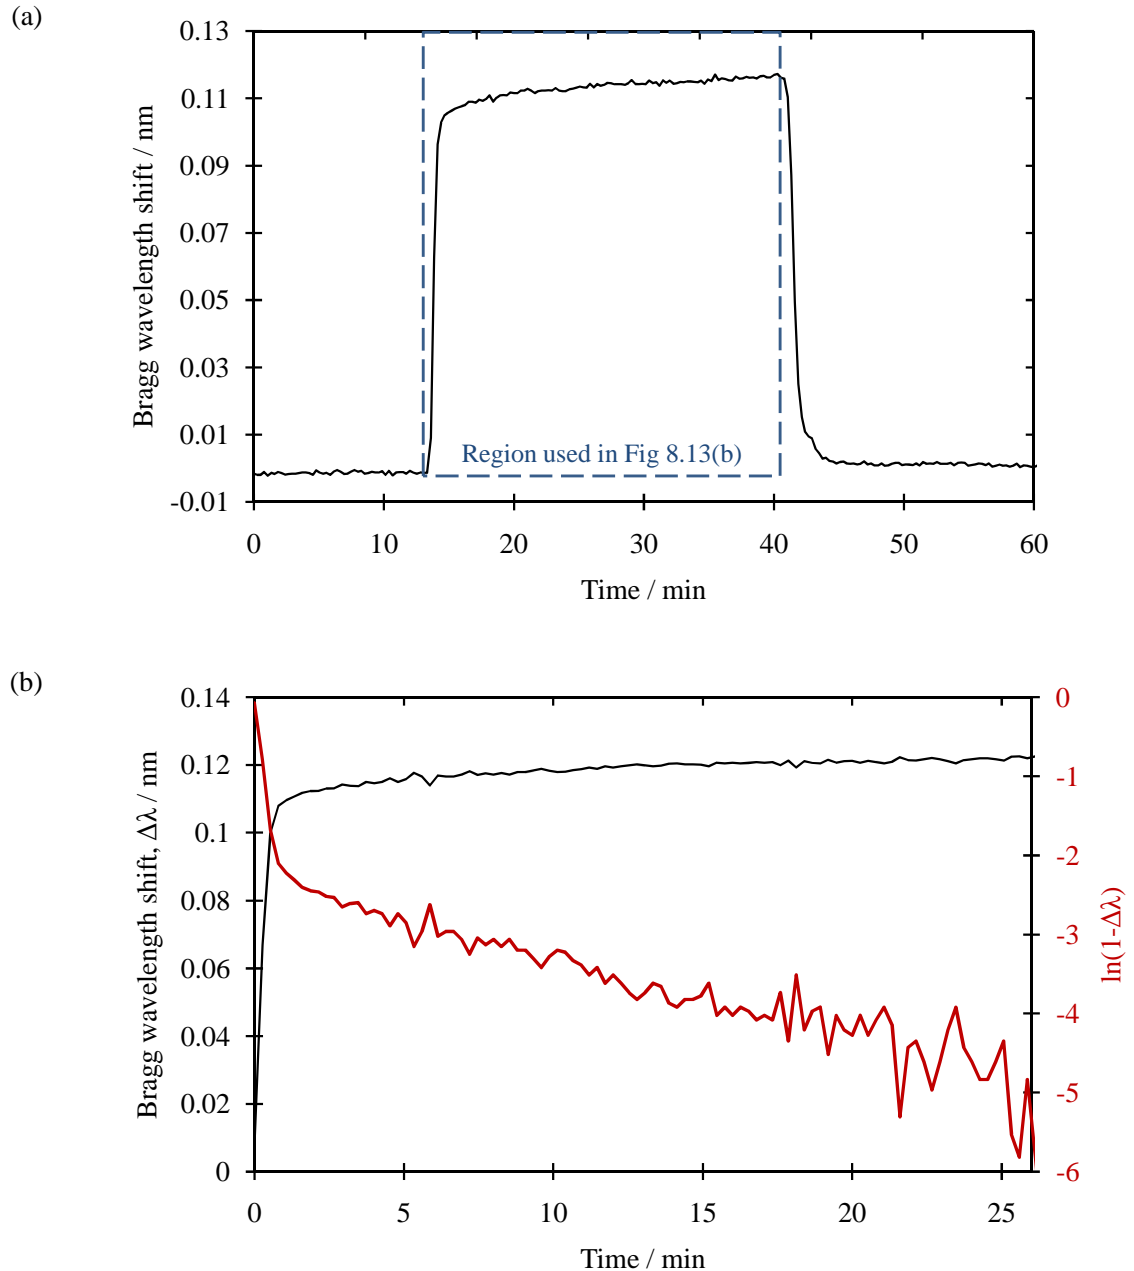 (a)
0.13
0.11
0.09
0.07
0.05
0.03
0.01
-0.01
Bragg wavelength shift / nm
Region used in Fig 8.13(b)
0 10 20 30 40 50 60
Time / min
(b)
0.14
0.12
0.1
0.08
0.06
0.04
0.02
0
Bragg wavelength shift, Δλ / nm
0
-1
-2
-3
-4
-5
-6
ln(1-Δλ)
0 5 10 15 20 25
Time / min